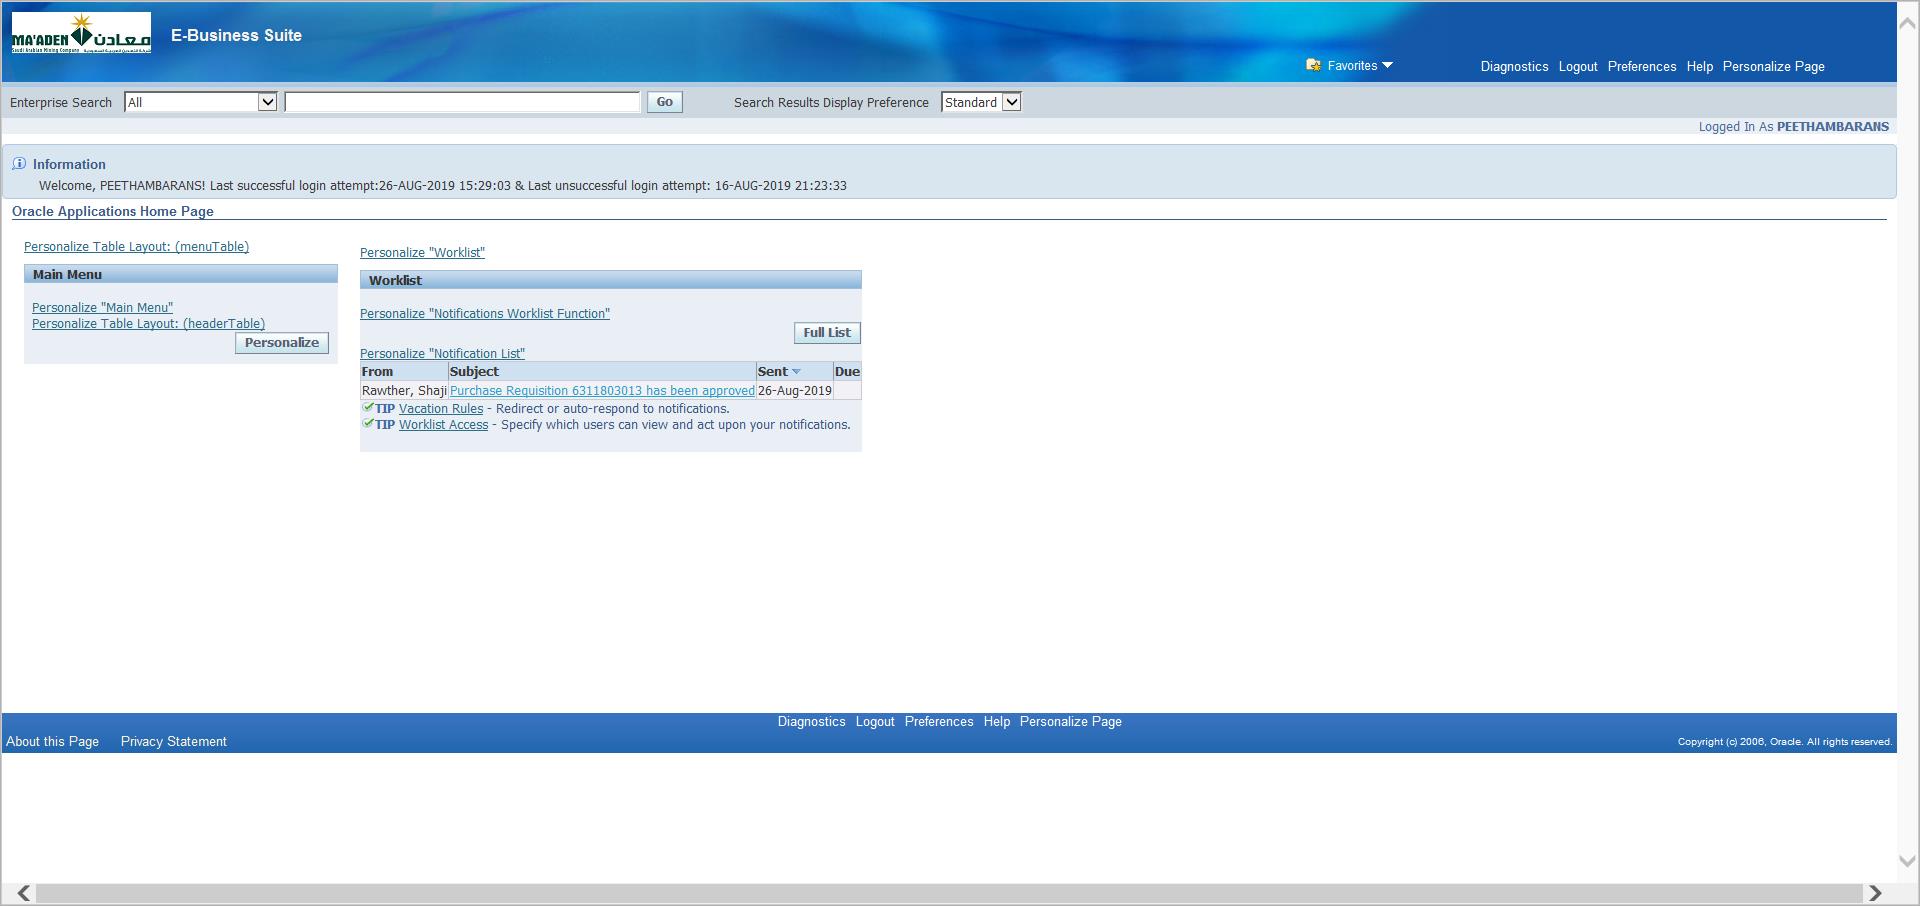 MA'ADEN معادن
Saudi Arabian Mining Company
E-Business Suite
Favorites
Diagnostics Logout Preferences Help Personalize Page
Enterprise Search All Go Search Results Display Preference Standard
Logged In As PEETHAMBARANS
Information
Welcome, PEETHAMBARANS! Last successful login attempt:26-AUG-2019 15:29:03 & Last unsuccessful login attempt: 16-AUG-2019 21:23:33
Oracle Applications Home Page
Personalize Table Layout: (menuTable)
Main Menu
Personalize "Main Menu"
Personalize Table Layout: (headerTable)
Personalize
Personalize "Worklist"
Worklist
Personalize "Notifications Worklist Function"
Full List
Personalize "Notification List"
From Subject Sent Due
Rawther, Shaji Purchase Requisition 6311803013 has been approved 26-Aug-2019
TIP Vacation Rules - Redirect or auto-respond to notifications.
TIP Worklist Access - Specify which users can view and act upon your notifications.
Diagnostics Logout Preferences Help Personalize Page
About this Page Privacy Statement
Copyright (c) 2006, Oracle. All rights reserved.